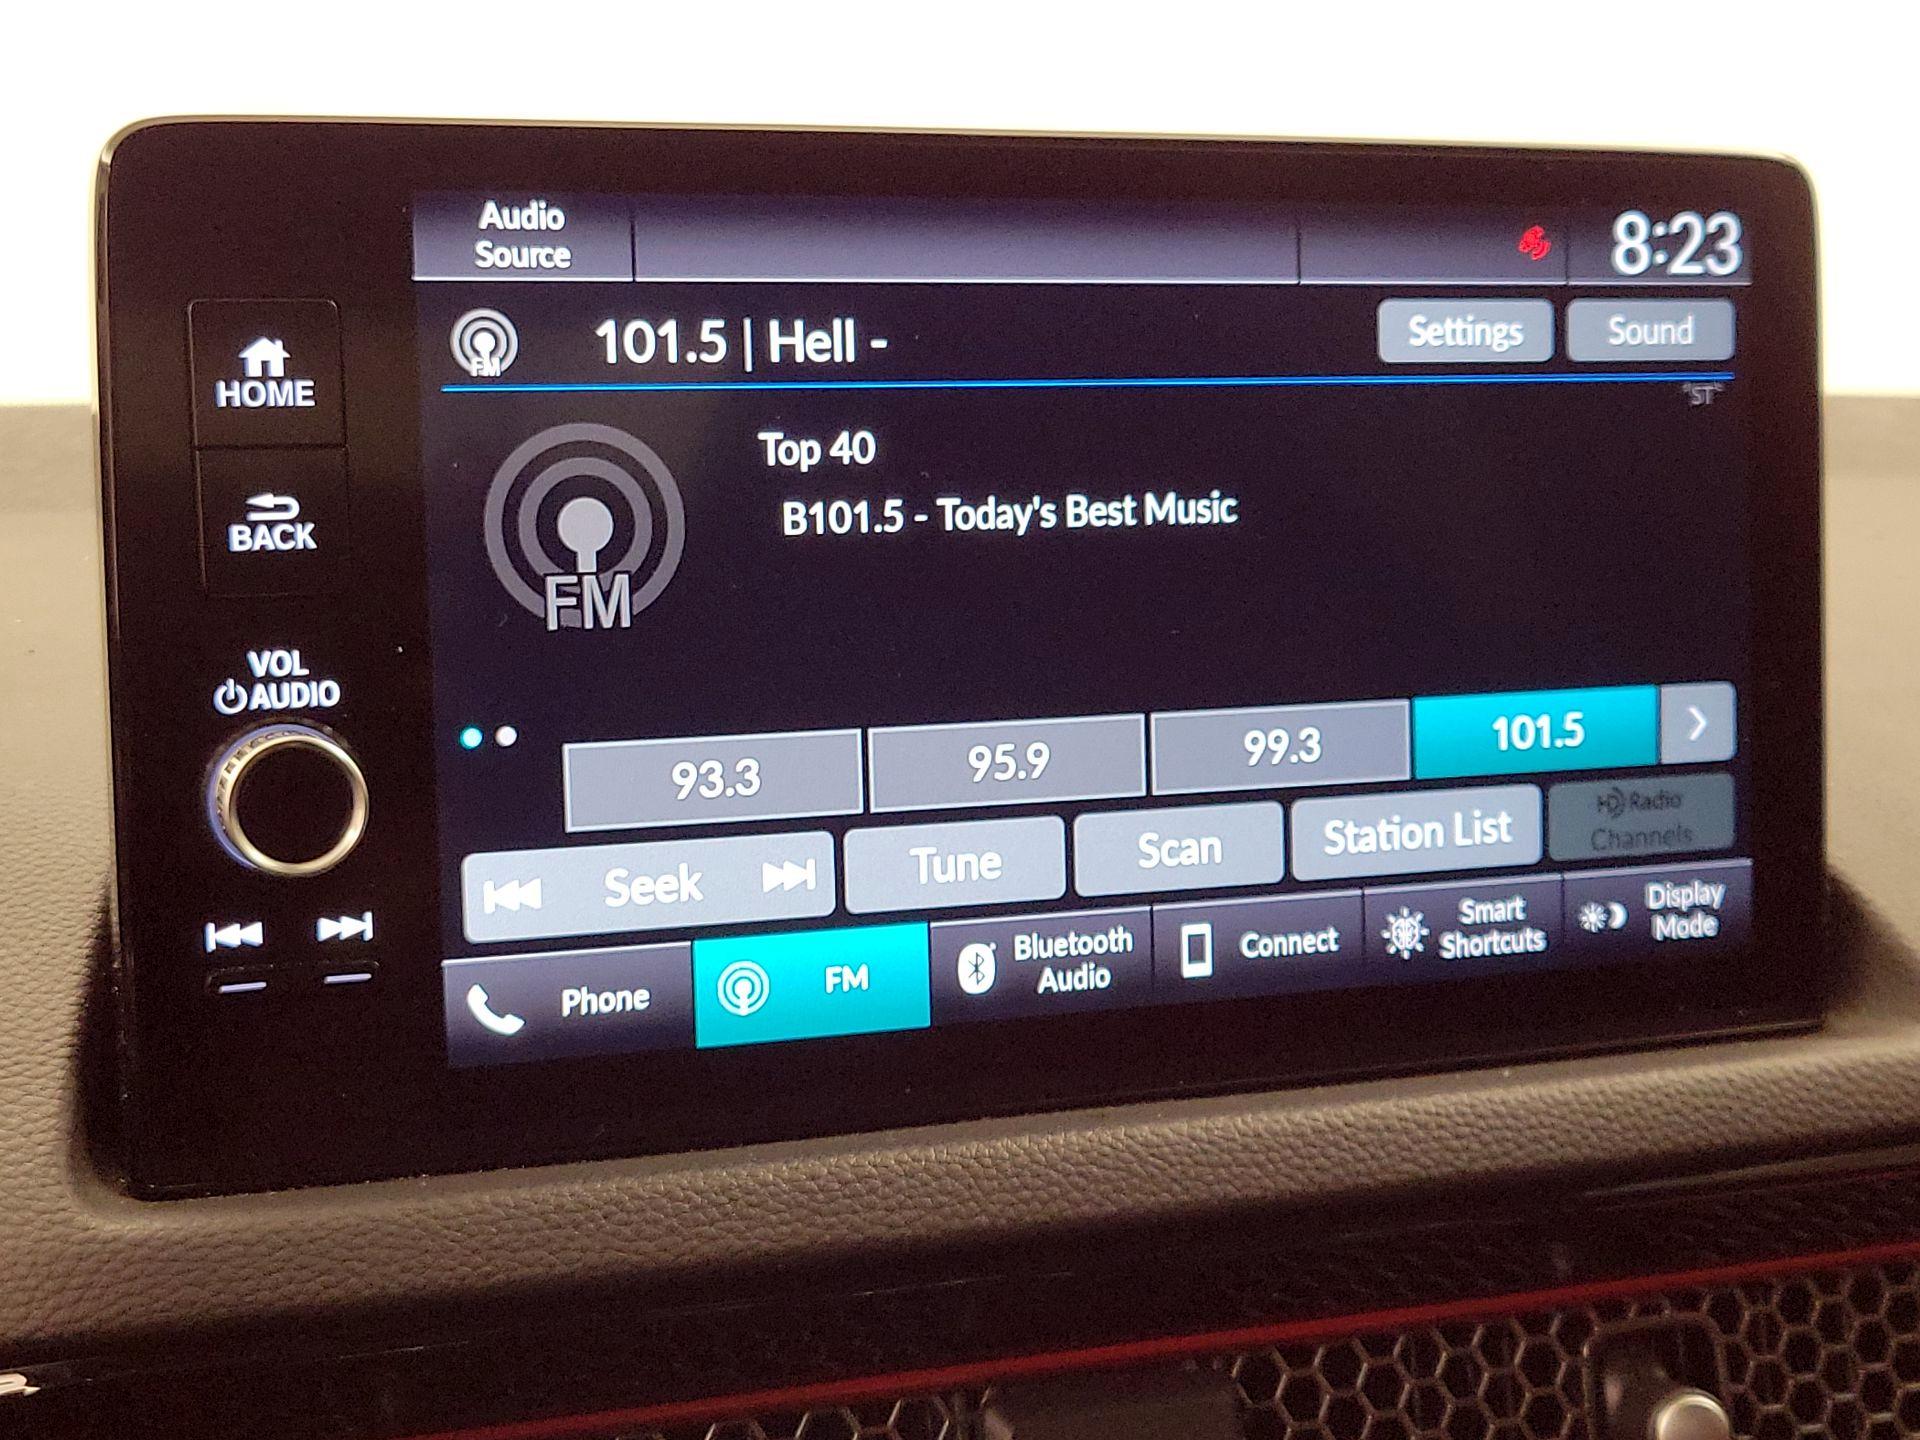 Audio
Source
8:23
HOME
FM
101.5 | Hell -
Settings
Sound
"ST"
Top 40
BACK
B101.5 - Today's Best Music
FM
VOL
AUDIO
93.3
95.9
99.3
101.5
Seek
Tune
Scan
Station List
HD Radio
Channels
Phone
FM
Bluetooth
Audio
Connect
Smart
Shortcuts
Display
Mode